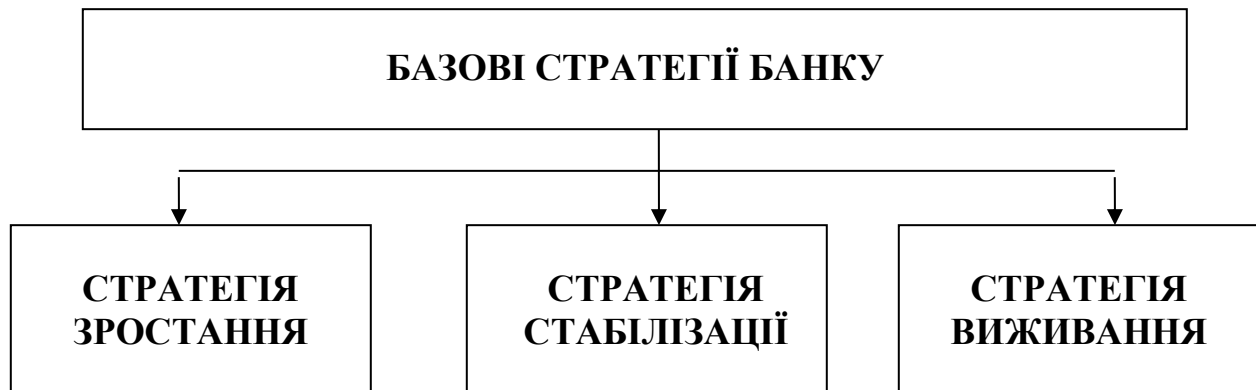 БАЗОВІ СТРАТЕГІЇ БАНКУ
СТРАТЕГІЯ
ЗРОСТАННЯ
СТРАТЕГІЯ
СТАБІЛІЗАЦІЇ
СТРАТЕГІЯ
ВИЖИВАННЯ